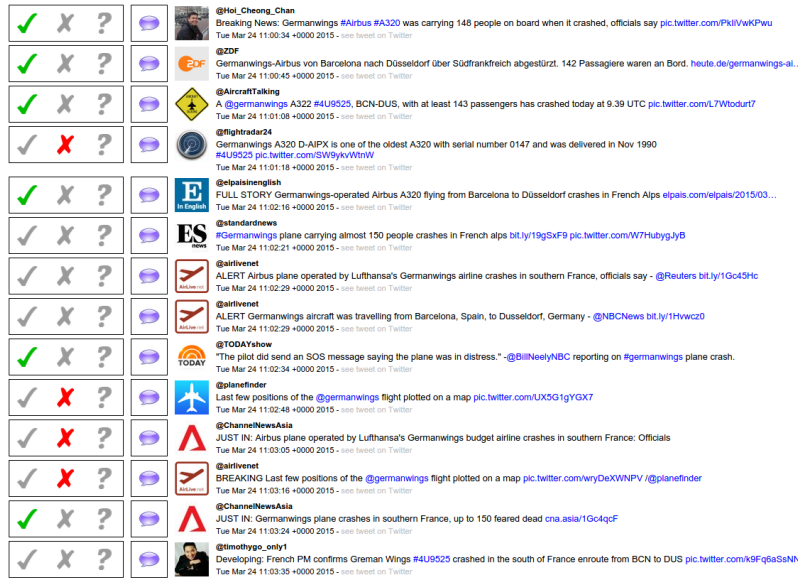 @Hoi_Cheong_Chan
Breaking News: Germanwings #Airbus #A320 was carrying 148 people on board when it crashed, officials say pic.twitter.com/PkIiVwKPwu
Tue Mar 24 11:00:34 +0000 2015 - see tweet on Twitter
@ZDF
ZDF
Germanwings-Airbus von Barcelona nach Düsseldorf über Südfrankreich abgestürzt. 142 Passagiere waren an Bord. heute.de/germanwings-ai...
Tue Mar 24 11:00:45 +0000 2015 - see tweet on Twitter
@AircraftTalking
A @germanwings A322 #4U9525, BCN-DUS, with at least 143 passengers has crashed today at 9.39 UTC pic.twitter.com/L7Wtodurt7
Tue Mar 24 11:01:08 +0000 2015 - see tweet on Twitter
@flightradar24
Germanwings A320 D-AIPX is one of the oldest A320 with serial number 0147 and was delivered in Nov 1990
#4U9525 pic.twitter.com/SW9ykvWtnW
Tue Mar 24 11:01:18 +0000 2015 - see tweet on Twitter
@elpaisinenglish
E
In English
FULL STORY Germanwings-operated Airbus A320 flying from Barcelona to Düsseldorf crashes in French Alps elpais.com/elpais/2015/03...
Tue Mar 24 11:02:16 +0000 2015 - see tweet on Twitter
@standardnews
ES
news
#Germanwings plane carrying almost 150 people crashes in French alps bit.ly/19gSxF9 pic.twitter.com/W7HubygJyB
Tue Mar 24 11:02:21 +0000 2015 - see tweet on Twitter
@airlivenet
AirLive.net
ALERT Airbus plane operated by Lufthansa's Germanwings airline crashes in southern France, officials say - @Reuters bit.ly/1Gc45Hc
Tue Mar 24 11:02:29 +0000 2015 - see tweet on Twitter
@airlivenet
AirLive.net
ALERT Germanwings aircraft was travelling from Barcelona, Spain, to Dusseldorf, Germany - @NBCNews bit.ly/1Hvwcz0
Tue Mar 24 11:02:29 +0000 2015 - see tweet on Twitter
@TODAYshow
TODAY
"The pilot did send an SOS message saying the plane was in distress." -@BillNeelyNBC reporting on #germanwings plane crash.
Tue Mar 24 11:02:34 +0000 2015 - see tweet on Twitter
@planefinder
Last few positions of the @germanwings flight plotted on a map pic.twitter.com/UX5G1gYGX7
Tue Mar 24 11:02:48 +0000 2015 - see tweet on Twitter
@ChannelNewsAsia
JUST IN: Airbus plane operated by Lufthansa's Germanwings budget airline crashes in southern France: Officials
Tue Mar 24 11:03:05 +0000 2015 - see tweet on Twitter
@airlivenet
AirLive.net
BREAKING Last few positions of the @germanwings flight plotted on a map pic.twitter.com/wryDeXWNPV /@planefinder
Tue Mar 24 11:03:16 +0000 2015 - see tweet on Twitter
@ChannelNewsAsia
JUST IN: Germanwings plane crashes in southern France, up to 150 feared dead cna.asia/1Gc4qcF
Tue Mar 24 11:03:24 +0000 2015 - see tweet on Twitter
@timothygo_only1
Developing: French PM confirms Greman Wings #4U9525 crashed in the south of France enroute from BCN to DUS pic.twitter.com/k9Fq6aSsNN
Tue Mar 24 11:03:35 +0000 2015 - see tweet on Twitter